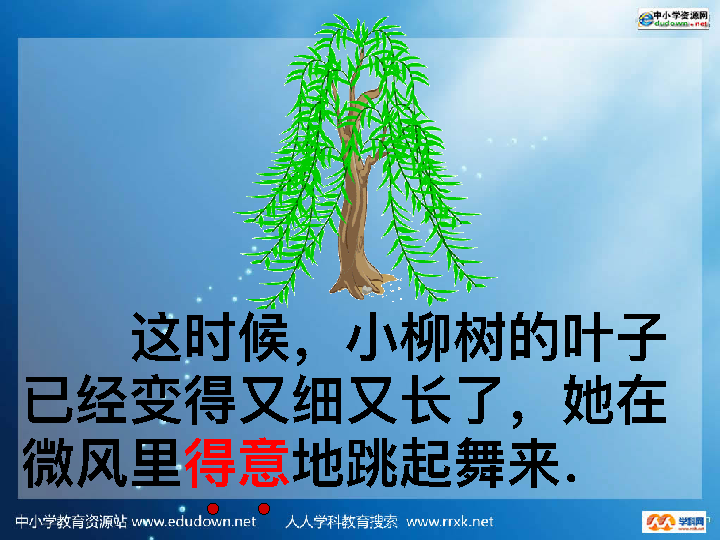 中小学资源网
dudown.net
这时候，小柳树的叶子
已经变得又细又长了，她在
微风里得意地跳起舞来.
中小学教育资源站 www.edudown.net 人人学科教育搜索 www.rrxk.net
学科网